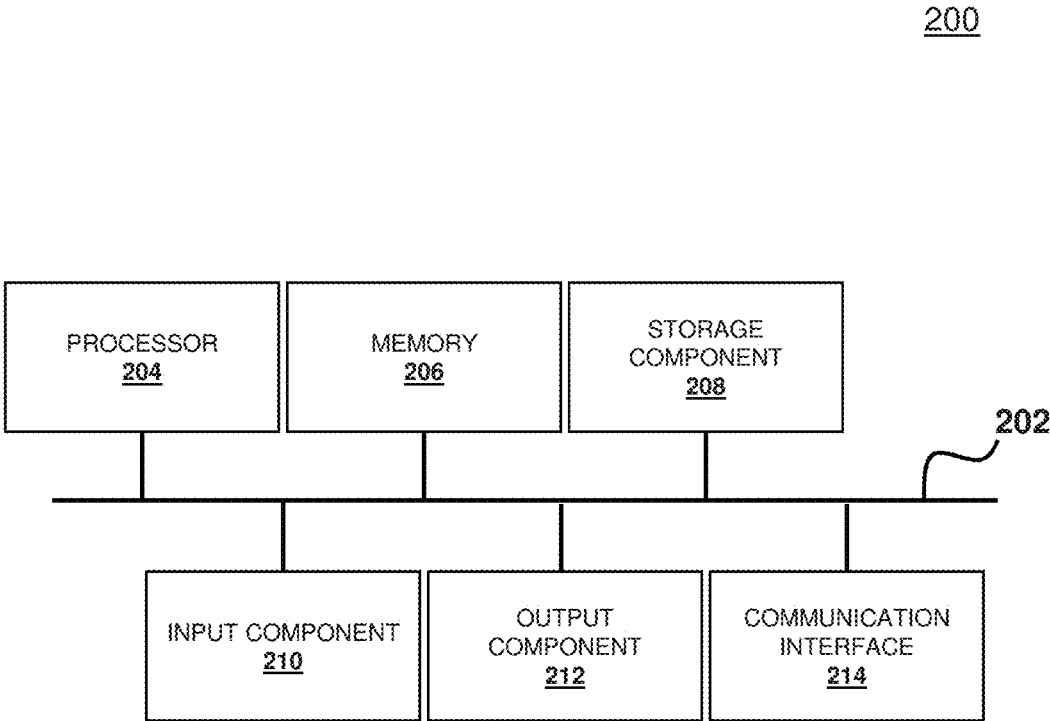 200
PROCESSOR
204
MEMORY
206
STORAGE
COMPONENT
208
202
INPUT COMPONENT
210
OUTPUT
COMPONENT
212
COMMUNICATION
INTERFACE
214